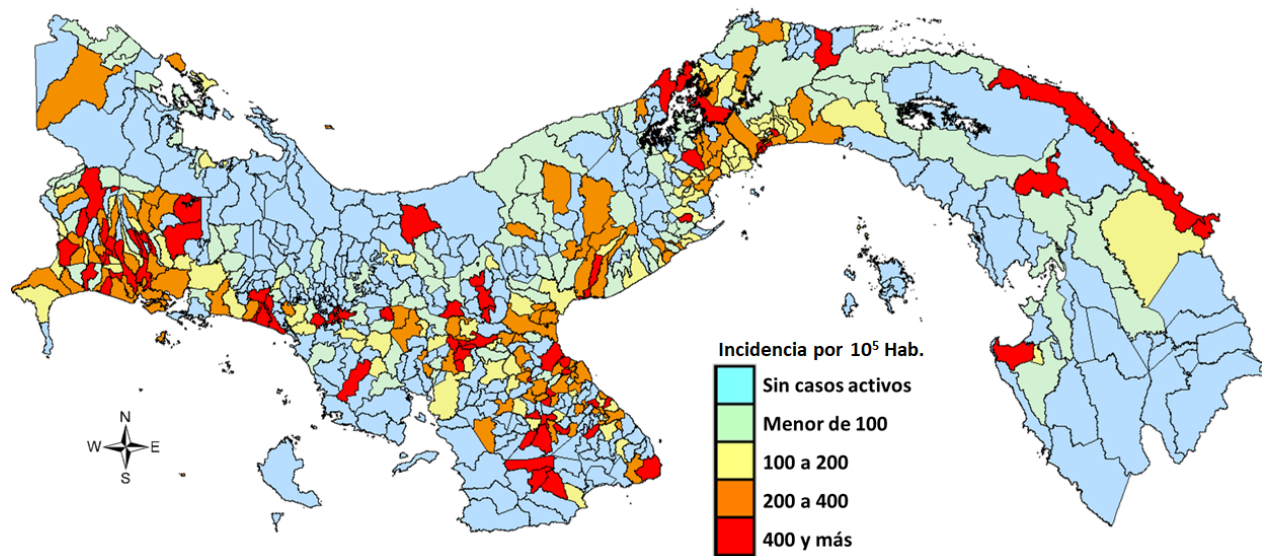 Incidencia por 10⁵ Hab.
Sin casos activos
Menor de 100
100 a 200
200 a 400
400 y más
N
W E
S